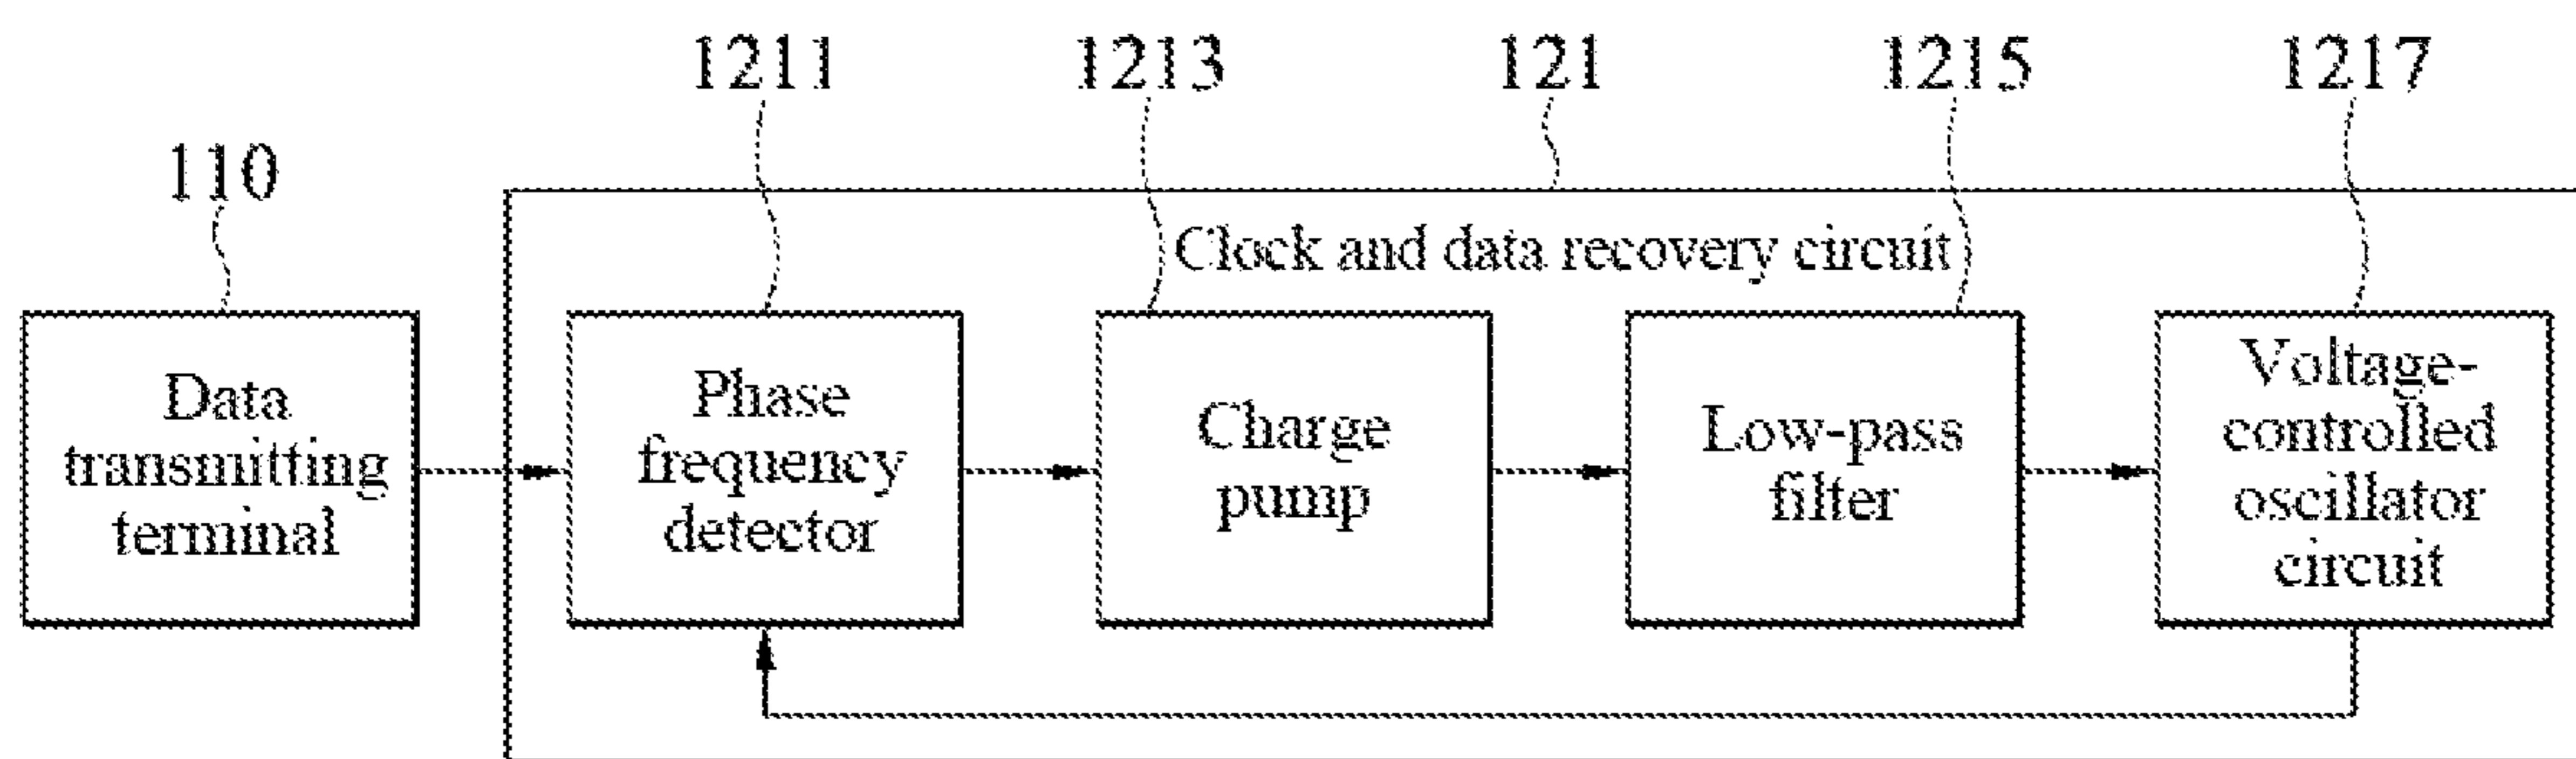 1211
1213
121
1215
1217
110
Clock and data recovery circuit
Data
transmitting
terminal
Phase
frequency
detector
Charge
pump
Low-pass
filter
Voltage-
controlled
oscillator
circuit